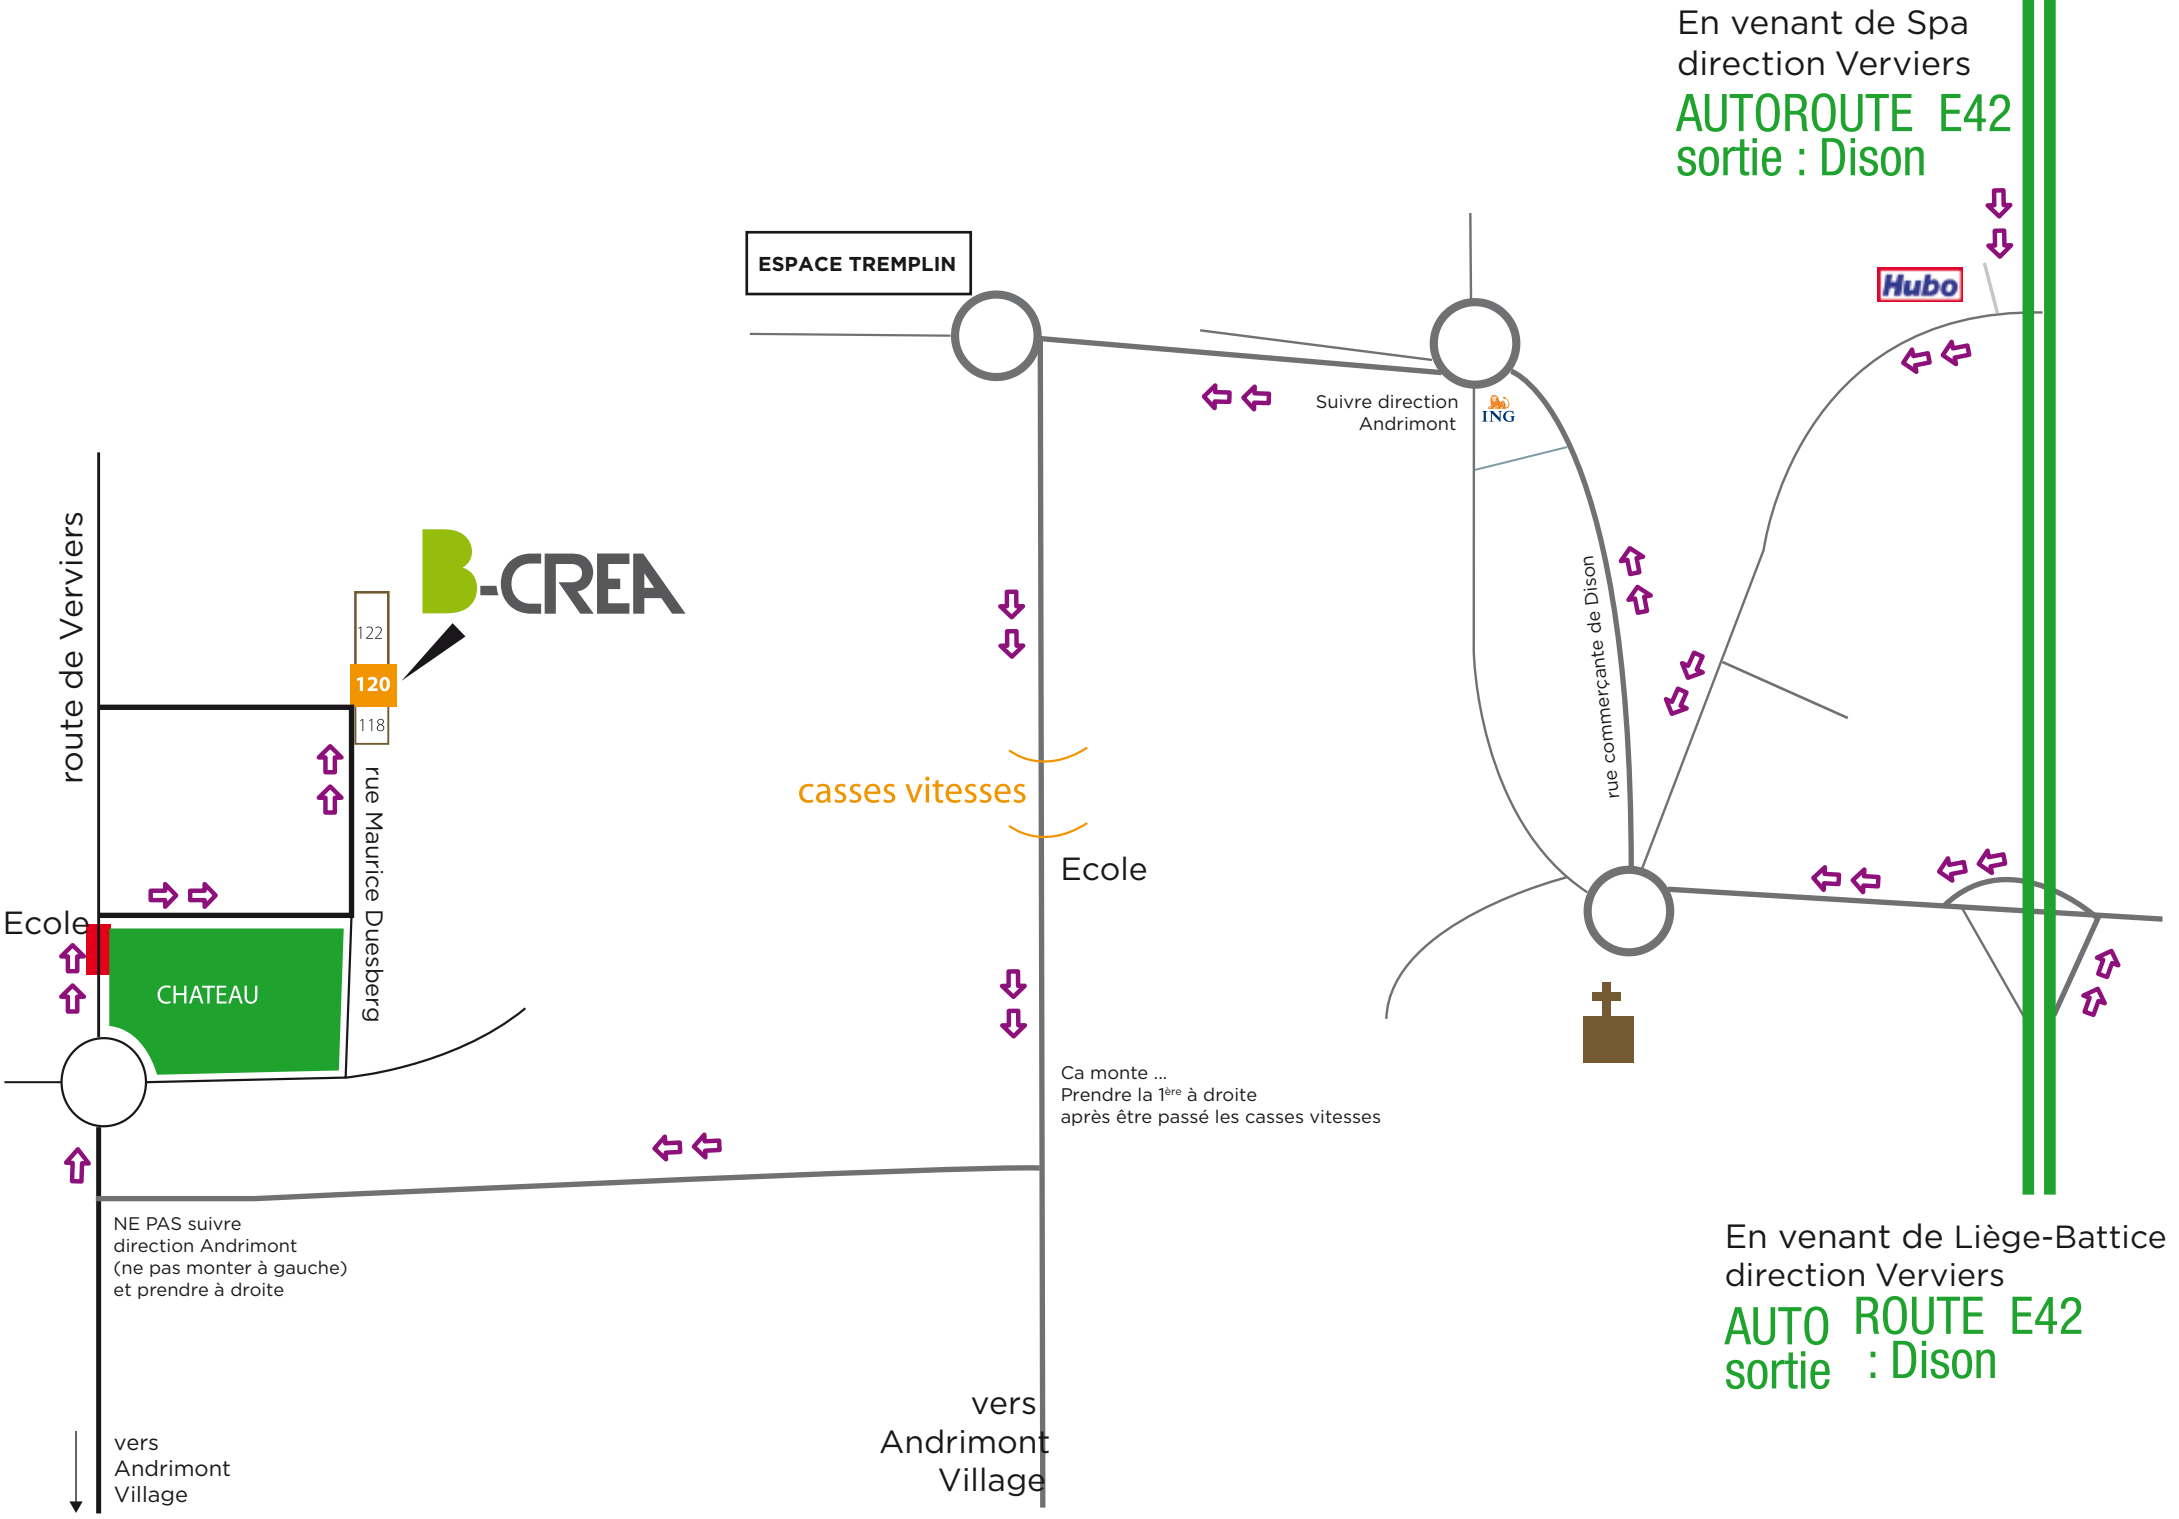 En venant de Spa
direction Verviers
AUTOROUTE E42
sortie : Dison
ESPACE TREMPLIN
Hubo
Suivre direction
Andrimont
ING
route de Verviers
B-CREA
122
120
118
rue Maurice Duesberg
rue commerçante de Dison
casses vitesses
Ecole
Ecole
CHATEAU
Ca monte ...
Prendre la 1ère à droite
après être passé les casses vitesses
NE PAS suivre
direction Andrimont
(ne pas monter à gauche)
et prendre à droite
En venant de Liège-Battice
direction Verviers
AUTO ROUTE E42
sortie : Dison
vers
Andrimont
Village
vers
Andrimont
Village